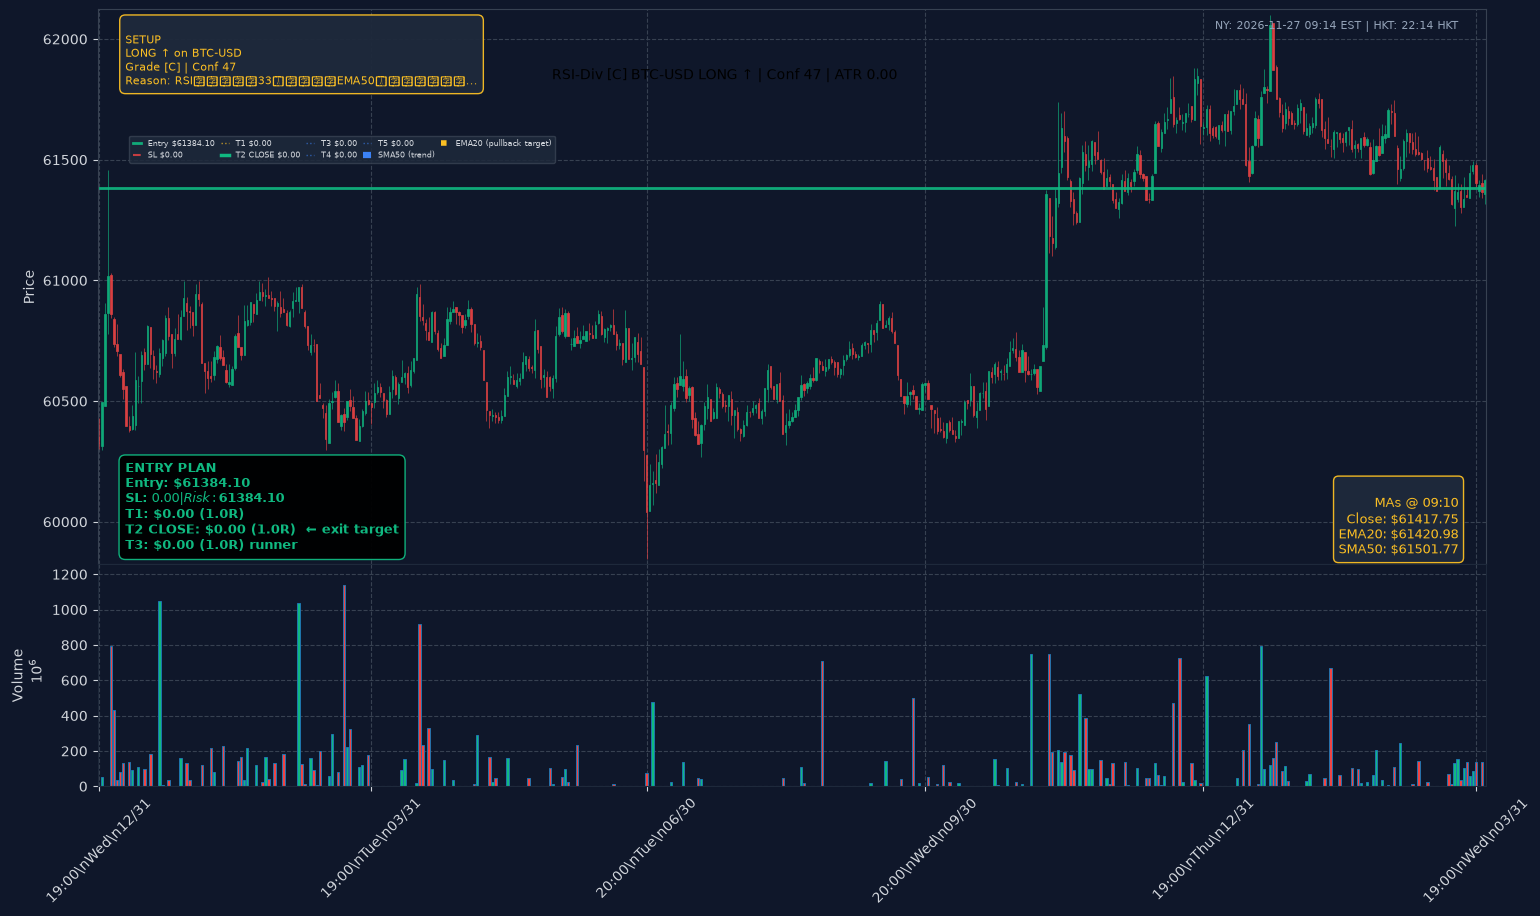 NY: 2026-11-27 09:14 EST | HKT: 22:14 HKT
SETUP
LONG ↑ on BTC-USD
Grade [C] | Conf 47
Reason: RSI 33 EMA50 ...
RSI-Div [C] BTC-USD LONG ↑ | Conf 47 | ATR 0.00
Entry $61384.10 T1 $0.00 T3 $0.00 T5 $0.00 EMA20 (pullback target)
SL $0.00 T2 CLOSE $0.00 T4 $0.00 SMA50 (trend)
62000
61500
61000
60500
60000
Price
ENTRY PLAN
Entry: $61384.10
SL: 0.00|Risk:61384.10
T1: $0.00 (1.0R)
T2 CLOSE: $0.00 (1.0R) ← exit target
T3: $0.00 (1.0R) runner
MAs @ 09:10
Close: $61417.75
EMA20: $61420.98
SMA50: $61501.77
1200
1000
800
600
400
200
0
Volume
10⁶
19:00\nWed\n12/31
19:00\nTue\n03/31
20:00\nTue\n06/30
20:00\nWed\n09/30
19:00\nThu\n12/31
19:00\nWed\n03/31